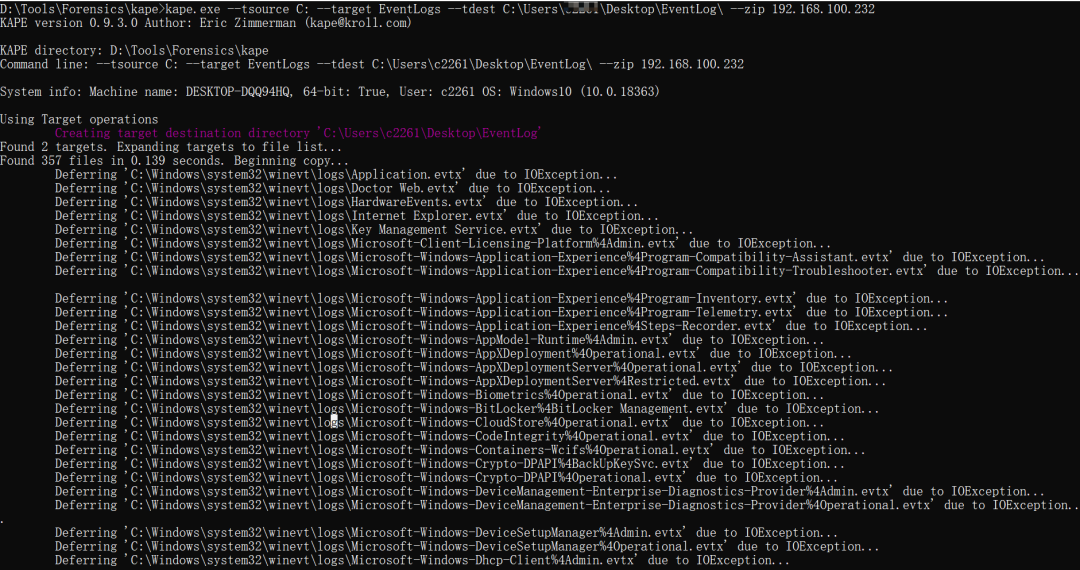 D:\Tools\Forensics\kape>kape.exe --tsource C: --target EventLogs --tdest C:\Users\ \Desktop\EventLog\ --zip 192.168.100.232
KAPE version 0.9.3.0 Author: Eric Zimmerman (kape@kroll.com)
KAPE directory: D:\Tools\Forensics\kape
Command line: --tsource C: --target EventLogs --tdest C:\Users\c2261\Desktop\EventLog\ --zip 192.168.100.232
System info: Machine name: DESKTOP-DQQ94HQ, 64-bit: True, User: c2261 OS: Windows10 (10.0.18363)
Using Target operations
Creating target destination directory 'C:\Users\c2261\Desktop\EventLog'
Found 2 targets. Expanding targets to file list...
Found 357 files in 0.139 seconds. Beginning copy...
Deferring 'C:\Windows\system32\winevt\logs\Application.evtx' due to IOException...
Deferring 'C:\Windows\system32\winevt\logs\Doctor Web.evtx' due to IOException...
Deferring 'C:\Windows\system32\winevt\logs\HardwareEvents.evtx' due to IOException...
Deferring 'C:\Windows\system32\winevt\logs\Internet Explorer.evtx' due to IOException...
Deferring 'C:\Windows\system32\winevt\logs\Key Management Service.evtx' due to IOException...
Deferring 'C:\Windows\system32\winevt\logs\Microsoft-Client-Licensing-Platform%4Admin.evtx' due to IOException...
Deferring 'C:\Windows\system32\winevt\logs\Microsoft-Windows-Application-Experience%4Program-Compatibility-Assistant.evtx' due to IOException...
Deferring 'C:\Windows\system32\winevt\logs\Microsoft-Windows-Application-Experience%4Program-Compatibility-Troubleshooter.evtx' due to IOException...
Deferring 'C:\Windows\system32\winevt\logs\Microsoft-Windows-Application-Experience%4Program-Inventory.evtx' due to IOException...
Deferring 'C:\Windows\system32\winevt\logs\Microsoft-Windows-Application-Experience%4Program-Telemetry.evtx' due to IOException...
Deferring 'C:\Windows\system32\winevt\logs\Microsoft-Windows-Application-Experience%4Steps-Recorder.evtx' due to IOException...
Deferring 'C:\Windows\system32\winevt\logs\Microsoft-Windows-AppModel-Runtime%4Admin.evtx' due to IOException...
Deferring 'C:\Windows\system32\winevt\logs\Microsoft-Windows-AppXDeployment%4Operational.evtx' due to IOException...
Deferring 'C:\Windows\system32\winevt\logs\Microsoft-Windows-AppXDeploymentServer%4Operational.evtx' due to IOException...
Deferring 'C:\Windows\system32\winevt\logs\Microsoft-Windows-AppXDeploymentServer%4Restricted.evtx' due to IOException...
Deferring 'C:\Windows\system32\winevt\logs\Microsoft-Windows-Biometrics%4Operational.evtx' due to IOException...
Deferring 'C:\Windows\system32\winevt\logs\Microsoft-Windows-BitLocker%4BitLocker Management.evtx' due to IOException...
Deferring 'C:\Windows\system32\winevt\logs\Microsoft-Windows-CloudStore%4Operational.evtx' due to IOException...
Deferring 'C:\Windows\system32\winevt\logs\Microsoft-Windows-CodeIntegrity%4Operational.evtx' due to IOException...
Deferring 'C:\Windows\system32\winevt\logs\Microsoft-Windows-Containers-Wcifs%4Operational.evtx' due to IOException...
Deferring 'C:\Windows\system32\winevt\logs\Microsoft-Windows-Crypto-DPAPI%4BackUpKeySvc.evtx' due to IOException...
Deferring 'C:\Windows\system32\winevt\logs\Microsoft-Windows-Crypto-DPAPI%4Operational.evtx' due to IOException...
Deferring 'C:\Windows\system32\winevt\logs\Microsoft-Windows-DeviceManagement-Enterprise-Diagnostics-Provider%4Admin.evtx' due to IOException...
Deferring 'C:\Windows\system32\winevt\logs\Microsoft-Windows-DeviceManagement-Enterprise-Diagnostics-Provider%4Operational.evtx' due to IOException..
.
Deferring 'C:\Windows\system32\winevt\logs\Microsoft-Windows-DeviceSetupManager%4Admin.evtx' due to IOException...
Deferring 'C:\Windows\system32\winevt\logs\Microsoft-Windows-DeviceSetupManager%4Operational.evtx' due to IOException...
Deferring 'C:\Windows\system32\winevt\logs\Microsoft-Windows-Dhcp-Client%4Admin.evtx' due to IOException...